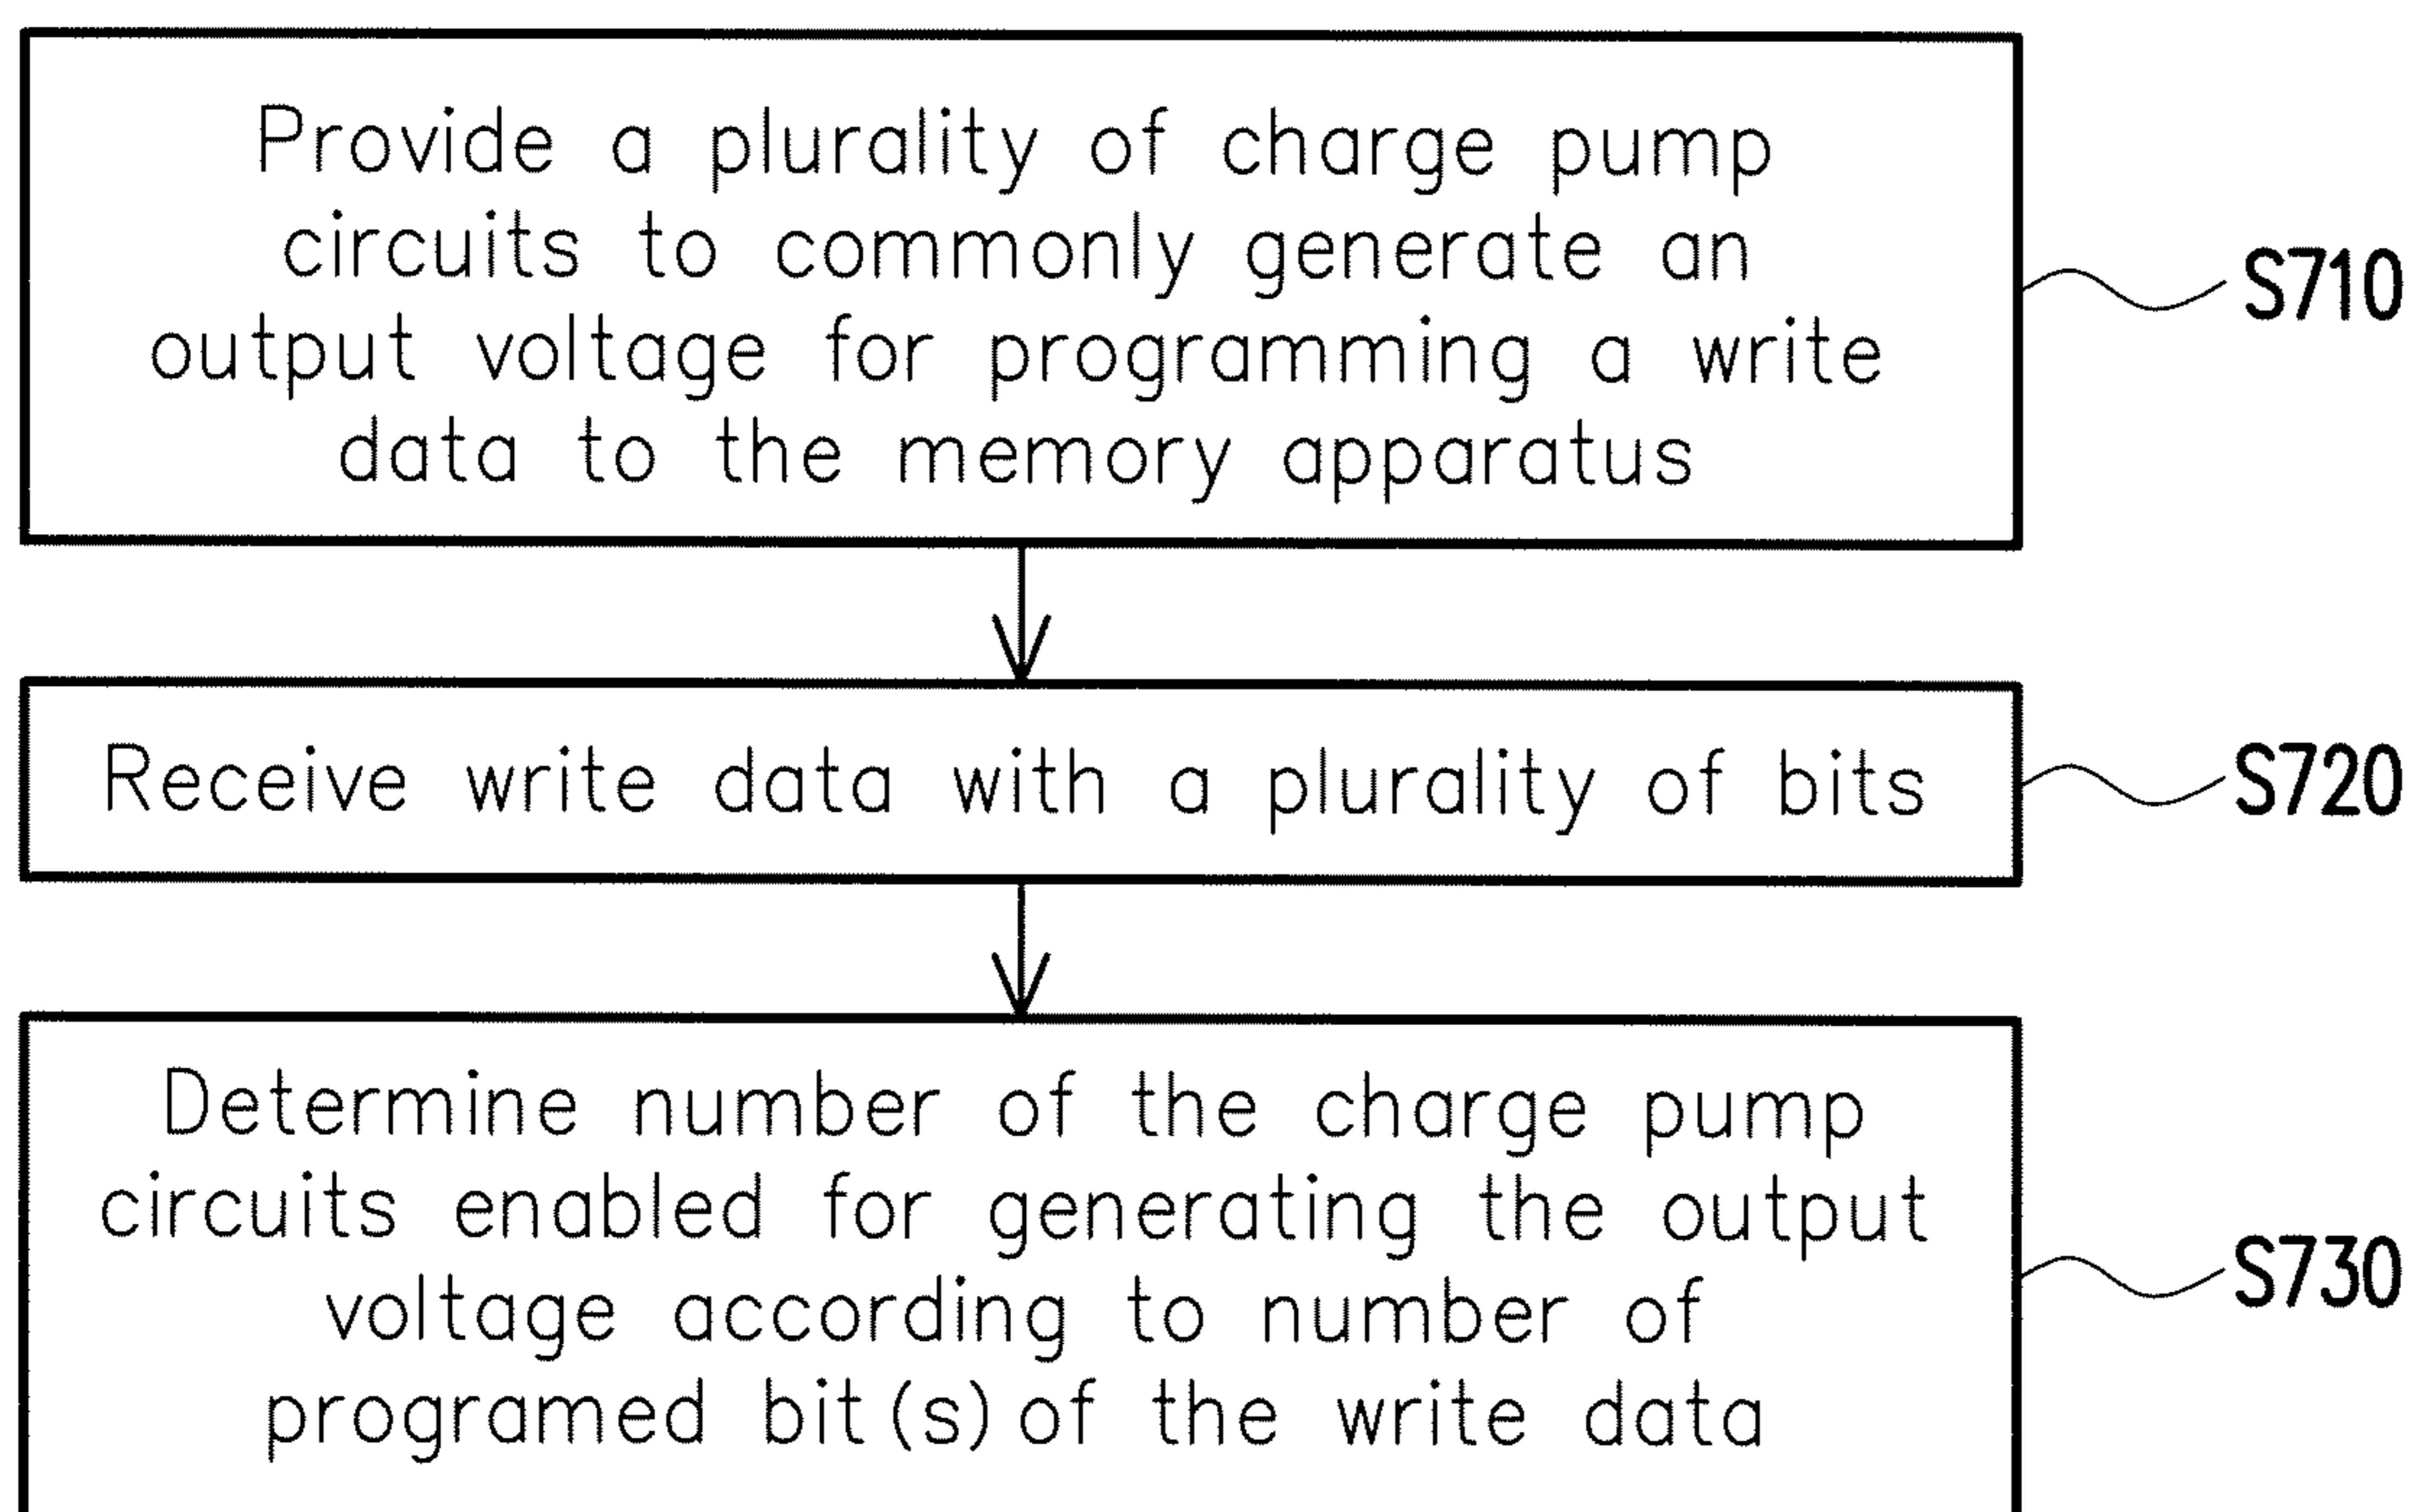 Provide a plurality of charge pump
circuits to commonly generate an
output voltage for programming a write
data to the memory apparatus
S710
Receive write data with a plurality of bits
S720
Determine number of the charge pump
circuits enabled for generating the output
voltage according to number of
programed bit(s) of the write data
S730